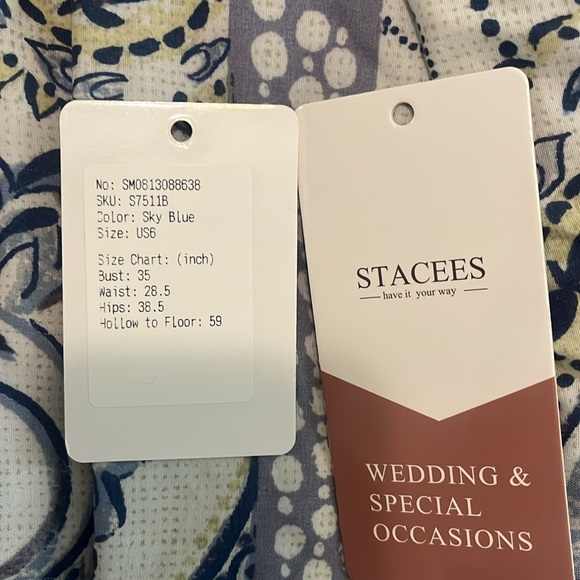 No: SM0813088638
SKU: S7511B
Color: Sky Blue
Size: US6
Size Chart: (inch)
Bust: 35
Waist: 28.5
Hips: 38.5
Hollow to Floor: 59
STACEES
have it your way
WEDDING &
SPECIAL
OCCASIONS